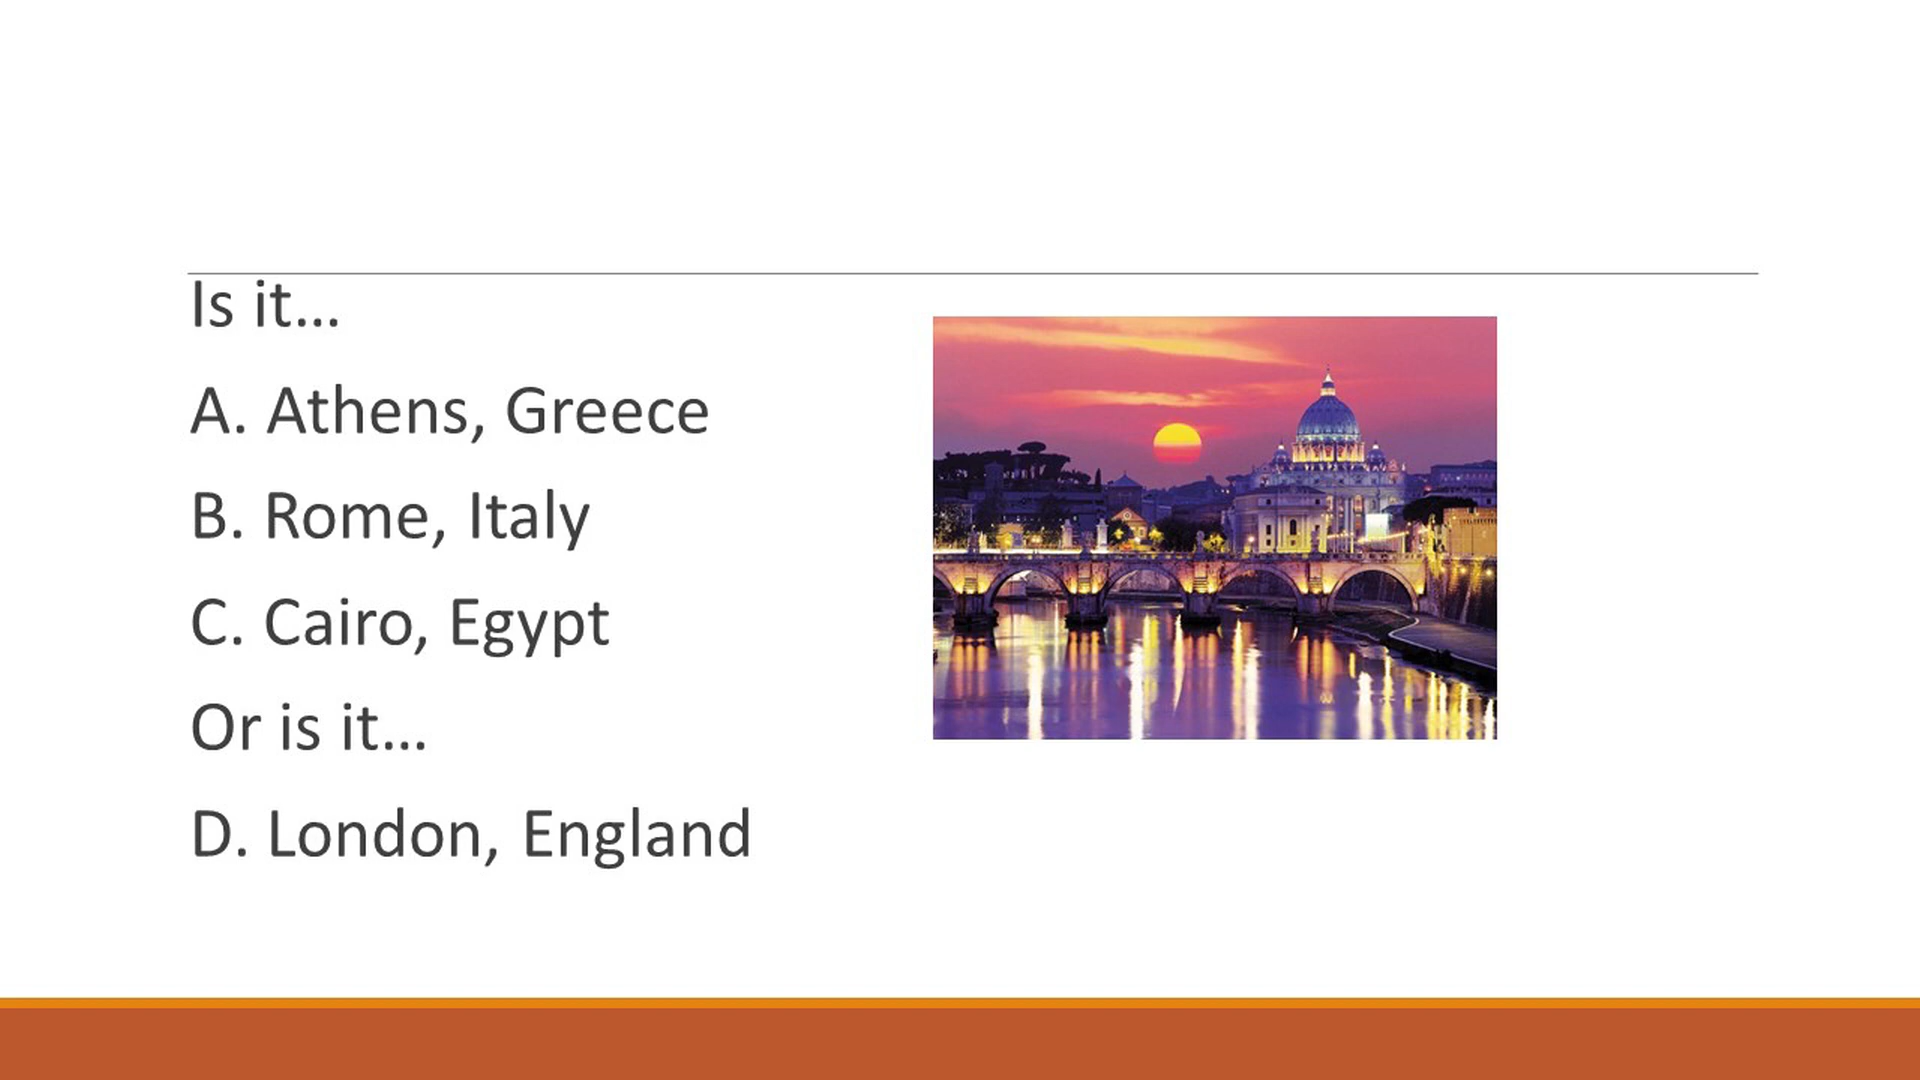 Is it…
A. Athens, Greece
B. Rome, Italy
C. Cairo, Egypt
Or is it…
D. London, England